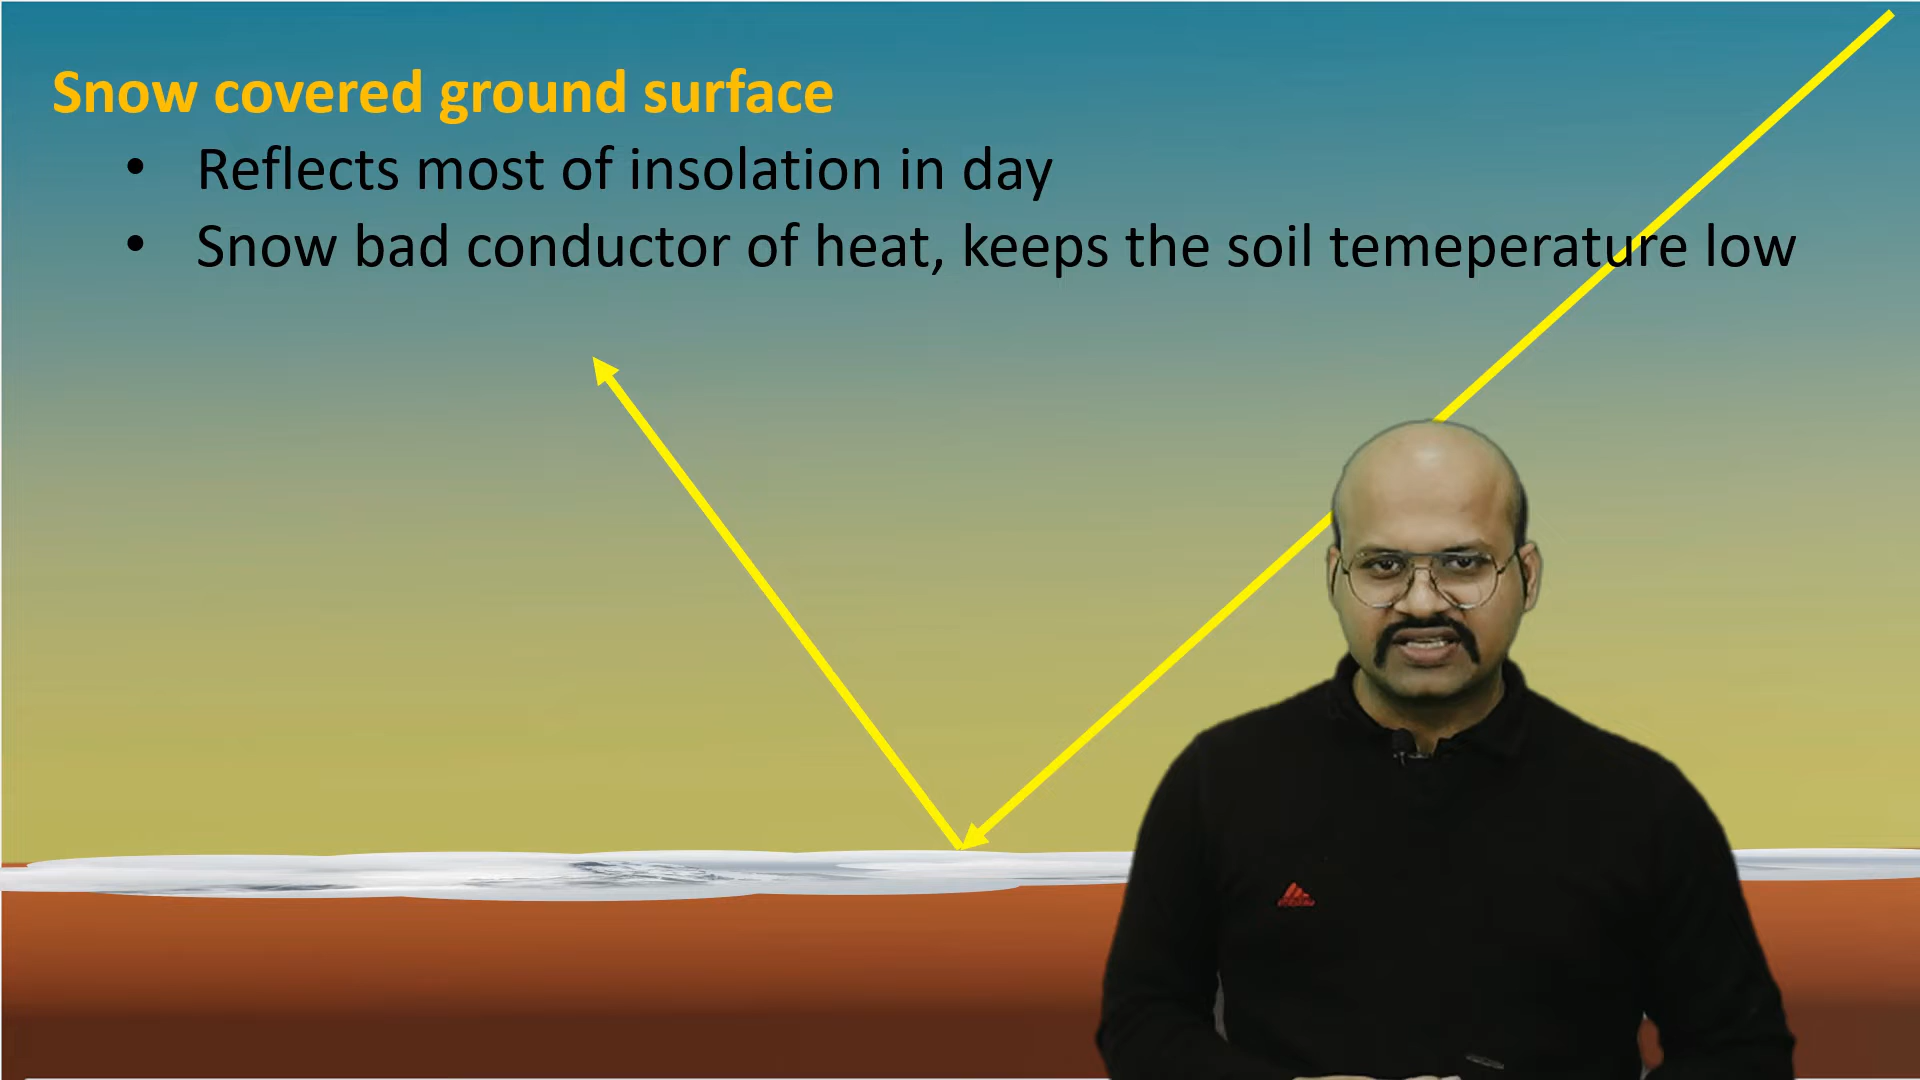 Snow covered ground surface
• Reflects most of insolation in day
• Snow bad conductor of heat, keeps the soil temeperature low